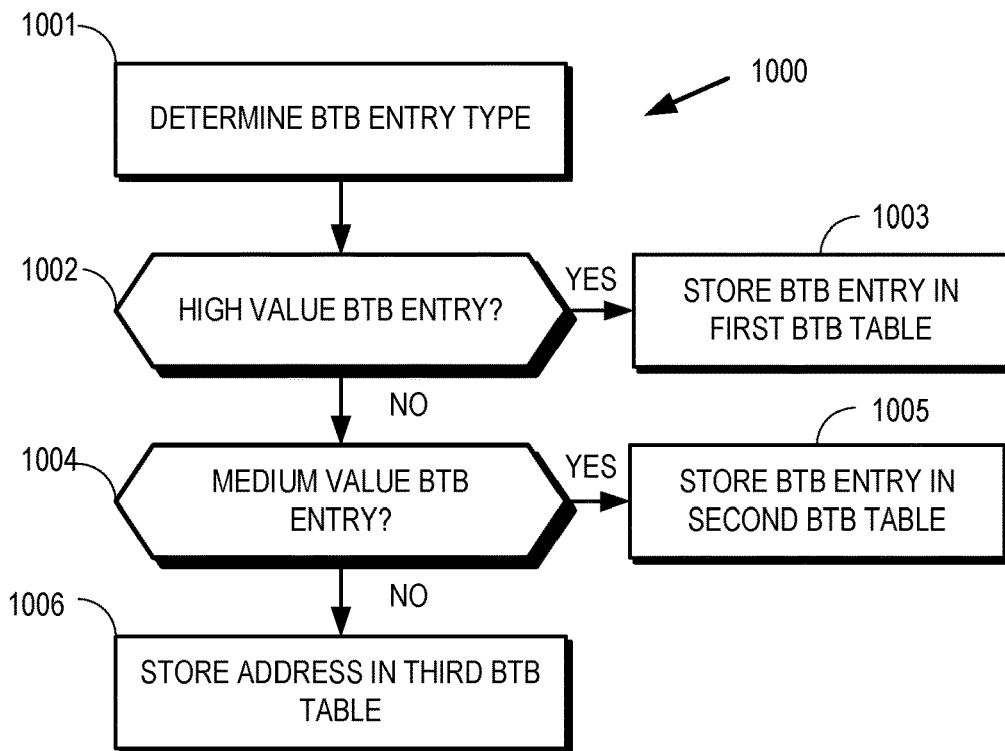 1001
1000
DETERMINE BTB ENTRY TYPE
1002
HIGH VALUE BTB ENTRY?
YES
1003
STORE BTB ENTRY IN
FIRST BTB TABLE
NO
1004
MEDIUM VALUE BTB
ENTRY?
YES
1005
STORE BTB ENTRY IN
SECOND BTB TABLE
NO
1006
STORE ADDRESS IN THIRD BTB
TABLE